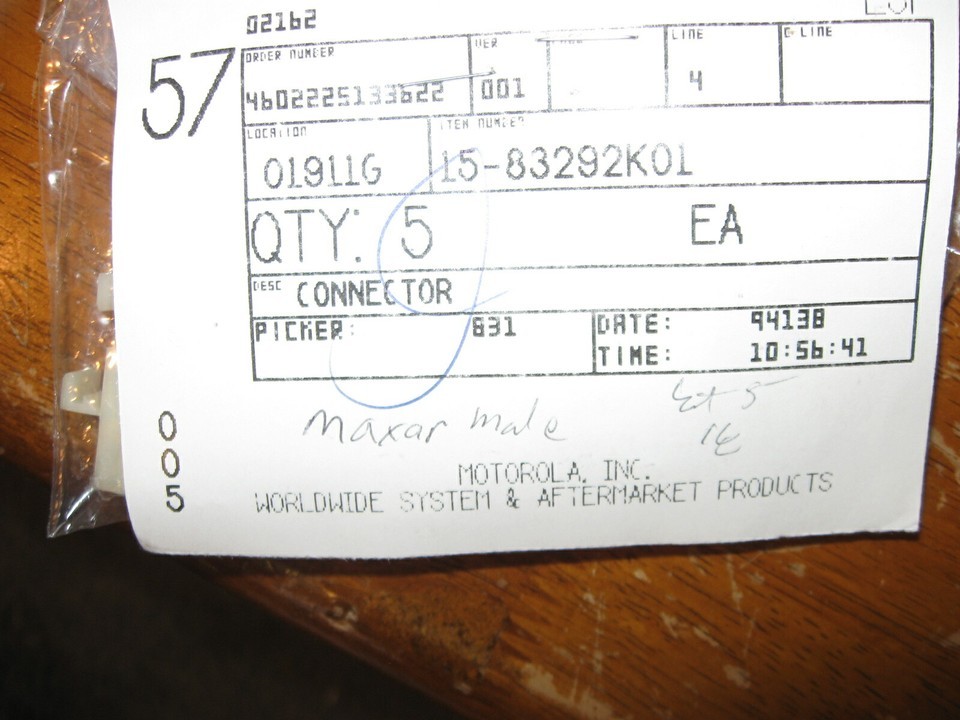 02162
57
ORDER NUMBER VER LINE LINE
4602225133622 001 4
LOCATION ITEM NUMBER
01911G 15-83292K01
QTY: 5 EA
DESC CONNECTOR
PICKER: 831 DATE: 94138
TIME: 10:56:41
maxar male
0
0
5
MOTOROLA, INC.
WORLDWIDE SYSTEM & AFTERMARKET PRODUCTS